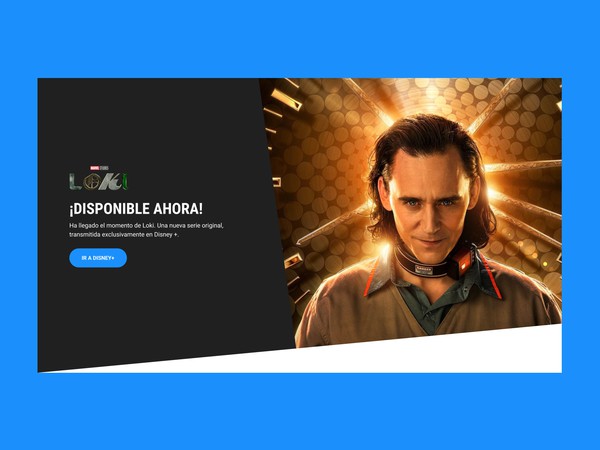 MARVEL STUDIOS
LOKI
¡DISPONIBLE AHORA!
Ha llegado el momento de Loki. Una nueva serie original,
transmitida exclusivamente en Disney +.
IR A DISNEY+